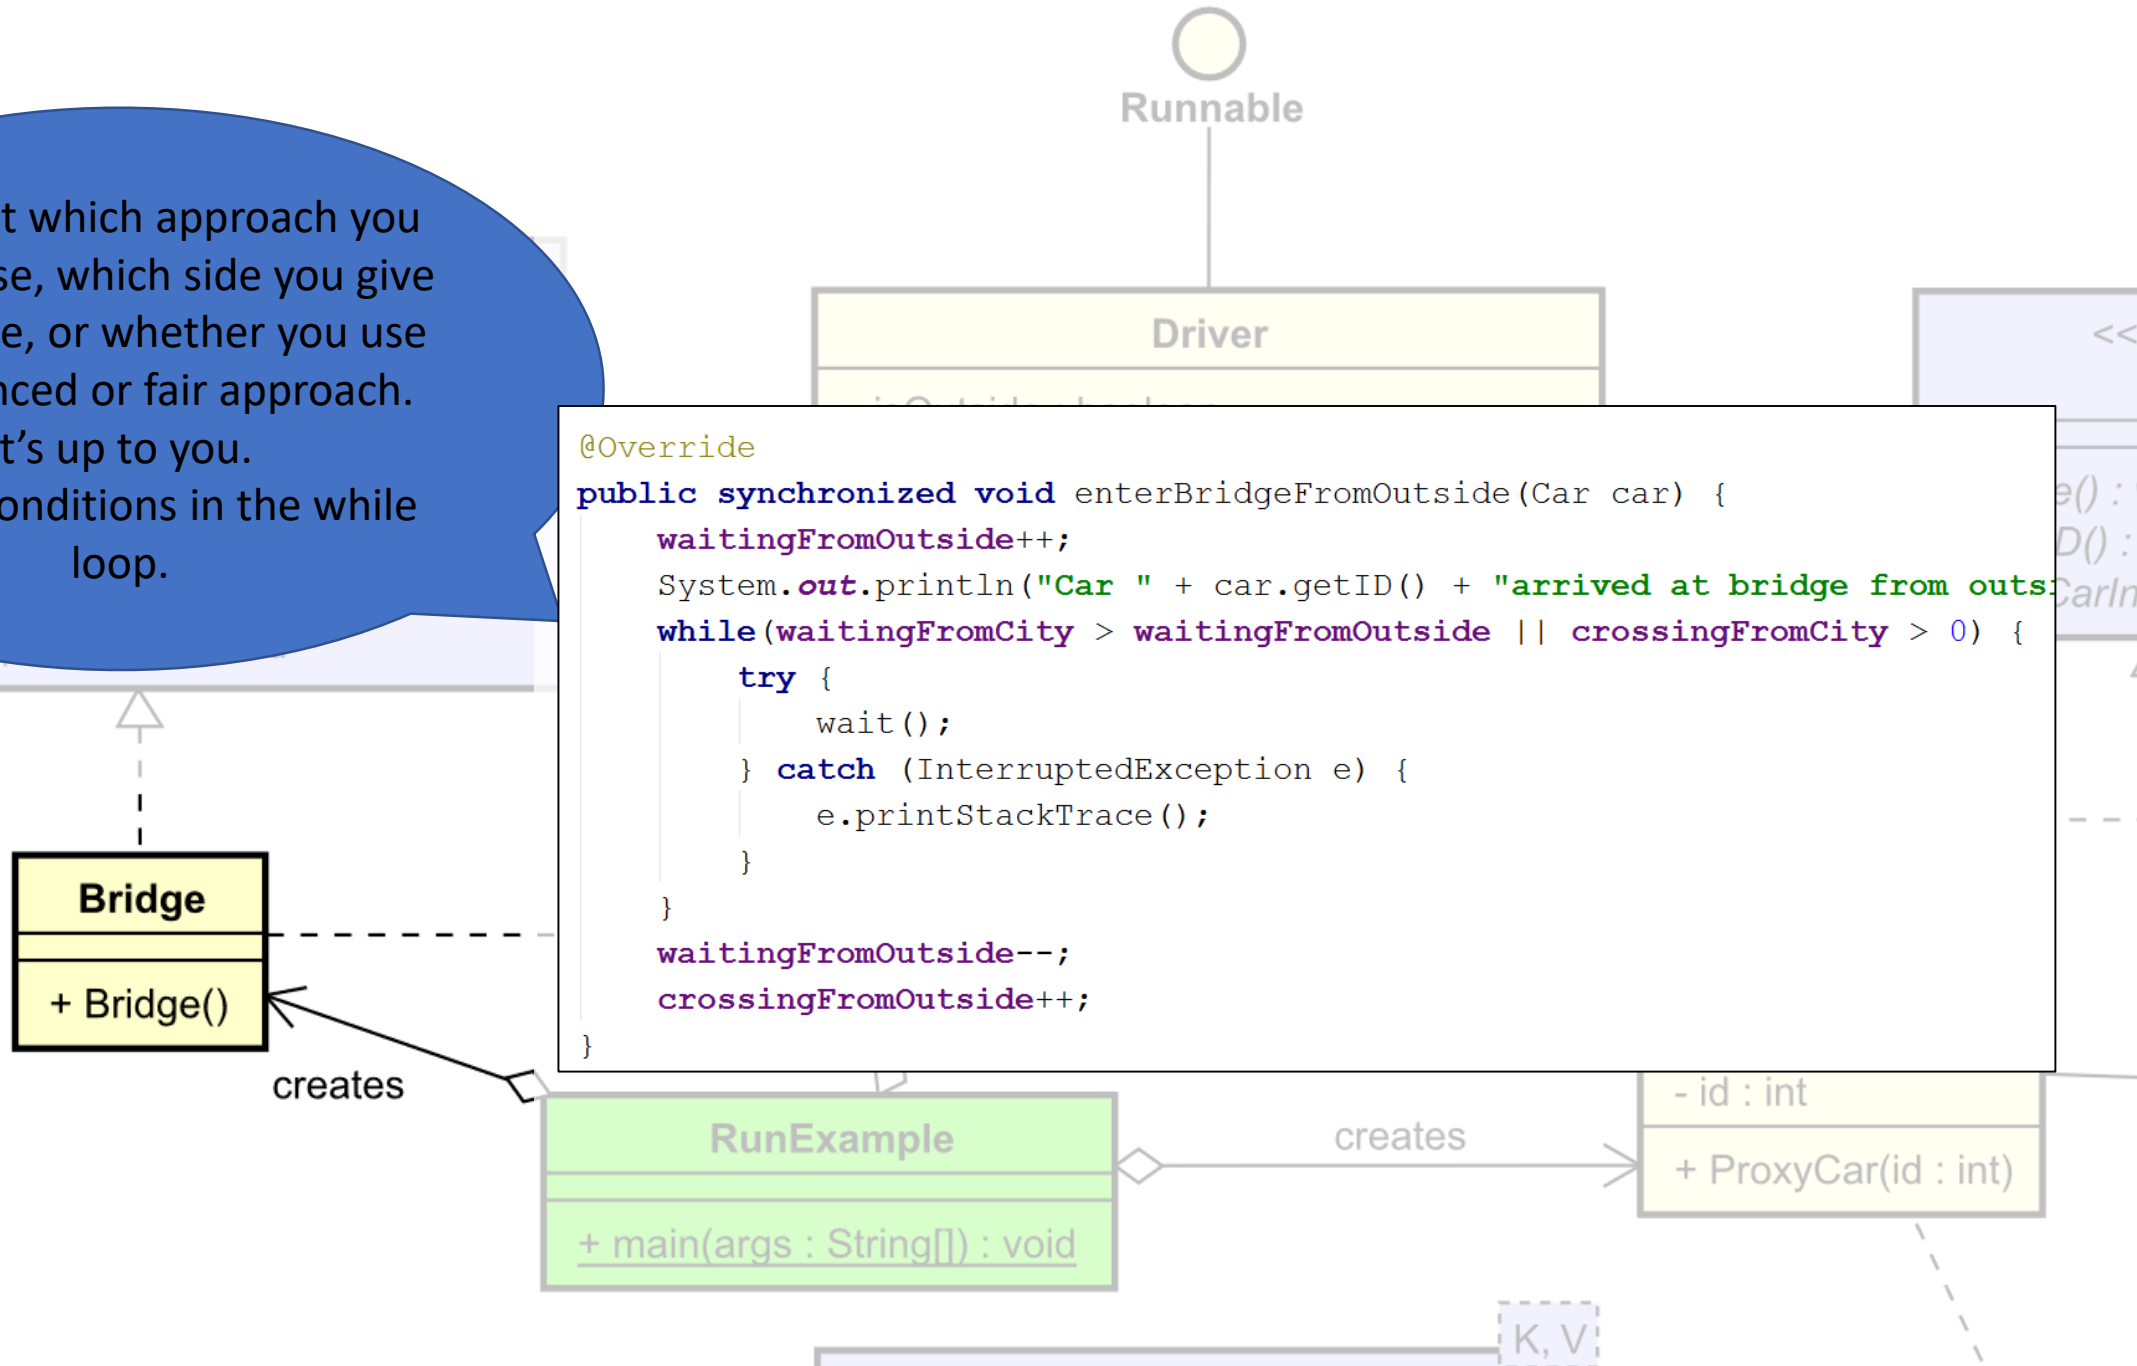 Runnable
t which approach you
se, which side you give
e, or whether you use
nced or fair approach.
t’s up to you.
onditions in the while
loop.
Driver
<<
@Override
public synchronized void enterBridgeFromOutside(Car car) {
waitingFromOutside++;
System.out.println("Car " + car.getID() + "arrived at bridge from outsi
while(waitingFromCity > waitingFromOutside || crossingFromCity > 0) {
try {
wait();
} catch (InterruptedException e) {
e.printStackTrace();
}
}
waitingFromOutside--;
crossingFromOutside++;
}
e() :
D() :
CarIn
Bridge
+ Bridge()
creates
RunExample
+ main(args : String[]) : void
creates
- id : int
+ ProxyCar(id : int)
K, V